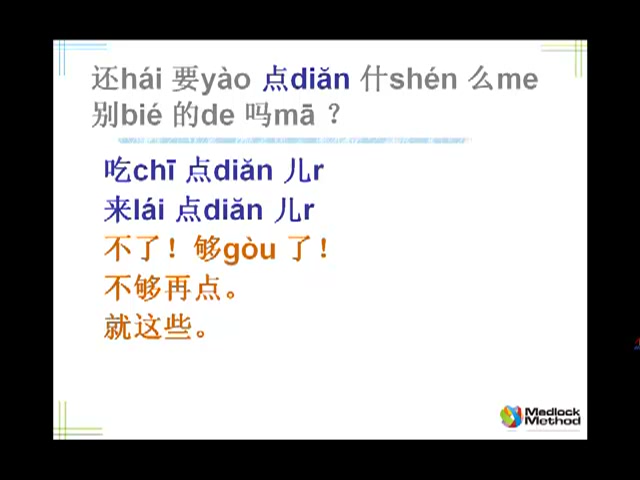 还hái 要yào 点diǎn 什shén 么me
别bié 的de 吗mā ？
吃chī 点diǎn 儿r
来lái 点diǎn 儿r
不了！够gòu 了！
不够再点。
就这些。
Medlock
Method